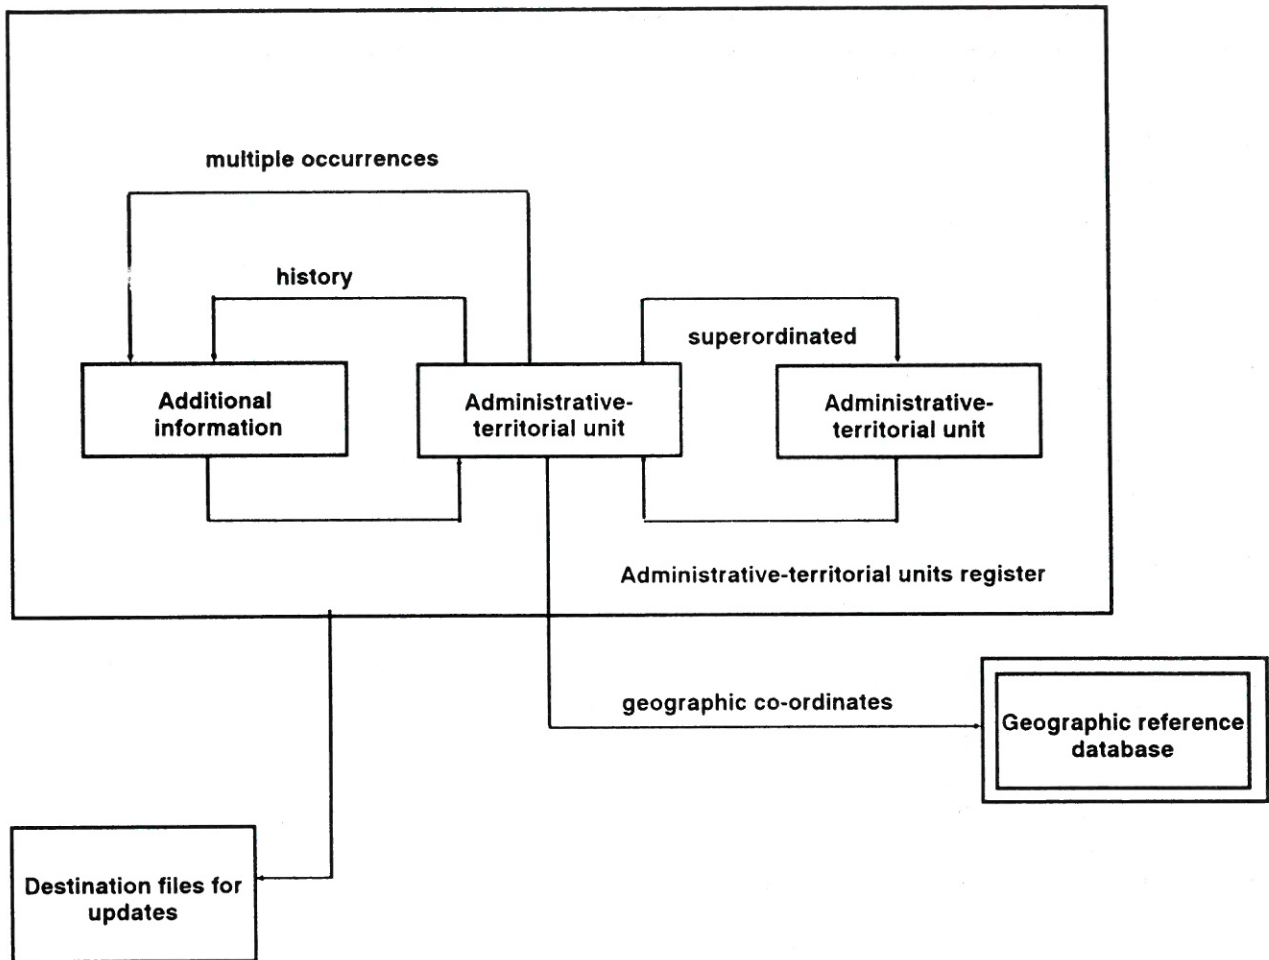 multiple occurrences
history
superordinated
Additional
information
Administrative-
territorial unit
Administrative-
territorial unit
Administrative-territorial units register
geographic co-ordinates
Geographic reference
database
Destination files for
updates